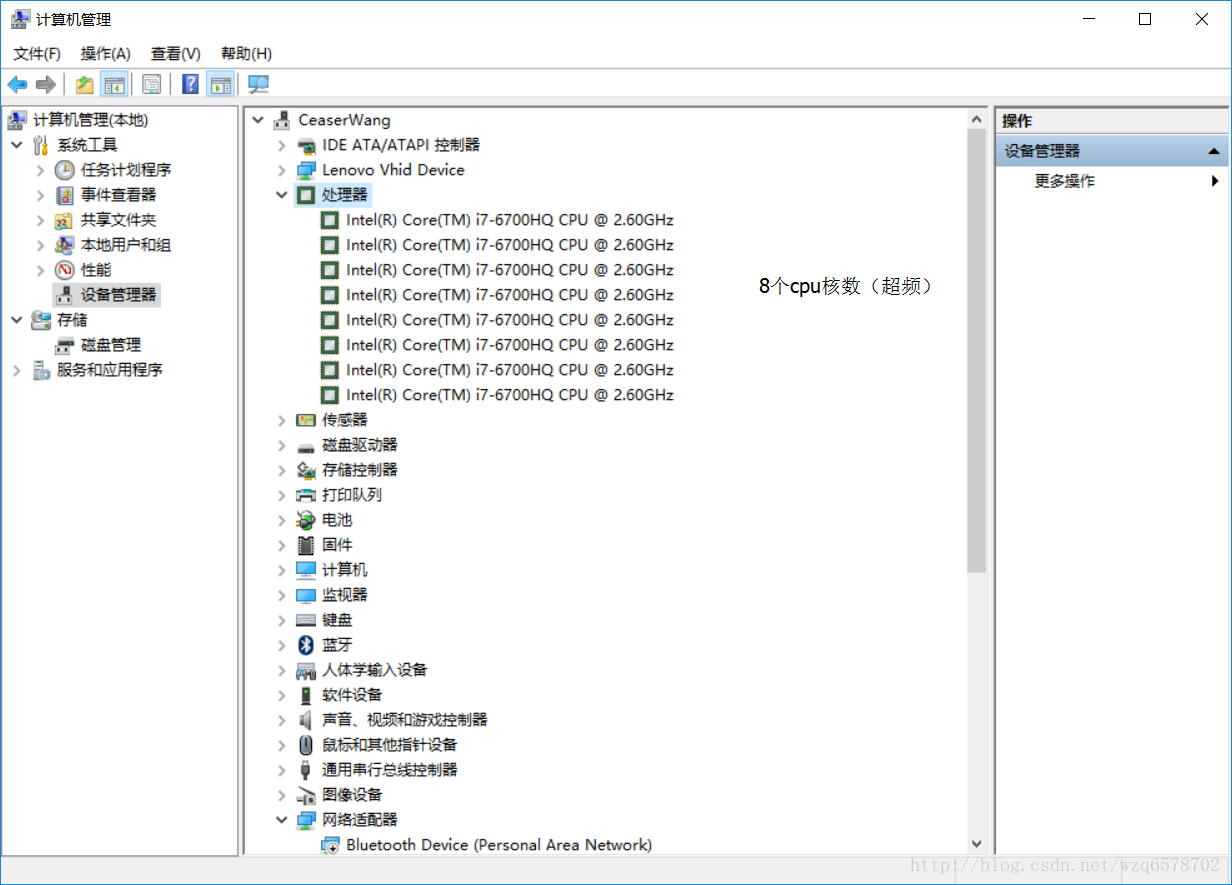 计算机管理
文件(F) 操作(A) 查看(V) 帮助(H)
计算机管理(本地)
系统工具
任务计划程序
事件查看器
共享文件夹
本地用户和组
性能
设备管理器
存储
磁盘管理
服务和应用程序
CeaserWang
IDE ATA/ATAPI 控制器
Lenovo Vhid Device
处理器
Intel(R) Core(TM) i7-6700HQ CPU @ 2.60GHz
Intel(R) Core(TM) i7-6700HQ CPU @ 2.60GHz
Intel(R) Core(TM) i7-6700HQ CPU @ 2.60GHz
Intel(R) Core(TM) i7-6700HQ CPU @ 2.60GHz
Intel(R) Core(TM) i7-6700HQ CPU @ 2.60GHz
Intel(R) Core(TM) i7-6700HQ CPU @ 2.60GHz
Intel(R) Core(TM) i7-6700HQ CPU @ 2.60GHz
Intel(R) Core(TM) i7-6700HQ CPU @ 2.60GHz
传感器
磁盘驱动器
存储控制器
打印队列
电池
固件
计算机
监视器
键盘
蓝牙
人体学输入设备
软件设备
声音、视频和游戏控制器
鼠标和其他指针设备
通用串行总线控制器
图像设备
网络适配器
Bluetooth Device (Personal Area Network)
8个cpu核数（超频）
操作
设备管理器
更多操作
http://blog.csdn.net/wzq6578702